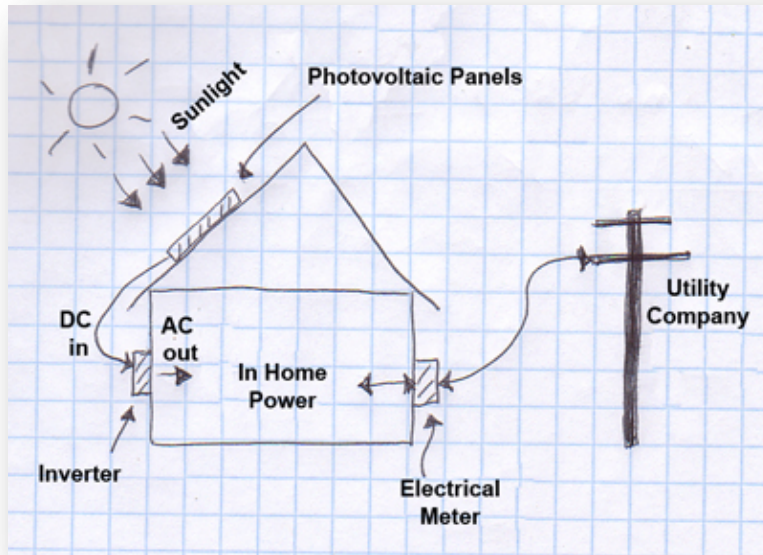 Photovoltaic Panels
Sunlight
DC
in
AC
out
In Home
Power
Utility
Company
Inverter
Electrical
Meter